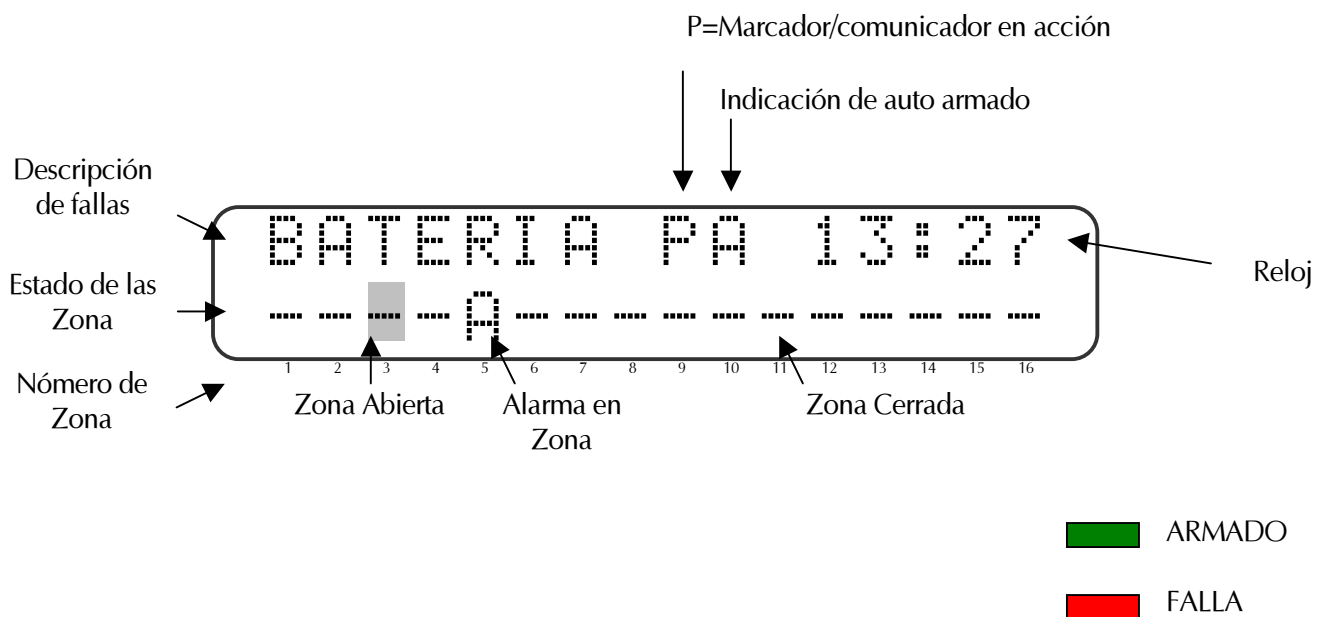 P=Marcador/comunicador en acción
Indicación de auto armado
Descripción
de fallas
BATERIA PA 13:27
Reloj
Estado de las
Zona
----A-----------
1 2 3 4 5 6 7 8 9 10 11 12 13 14 15 16
Nómero de
Zona
Zona Abierta
Alarma en
Zona
Zona Cerrada
ARMADO
FALLA